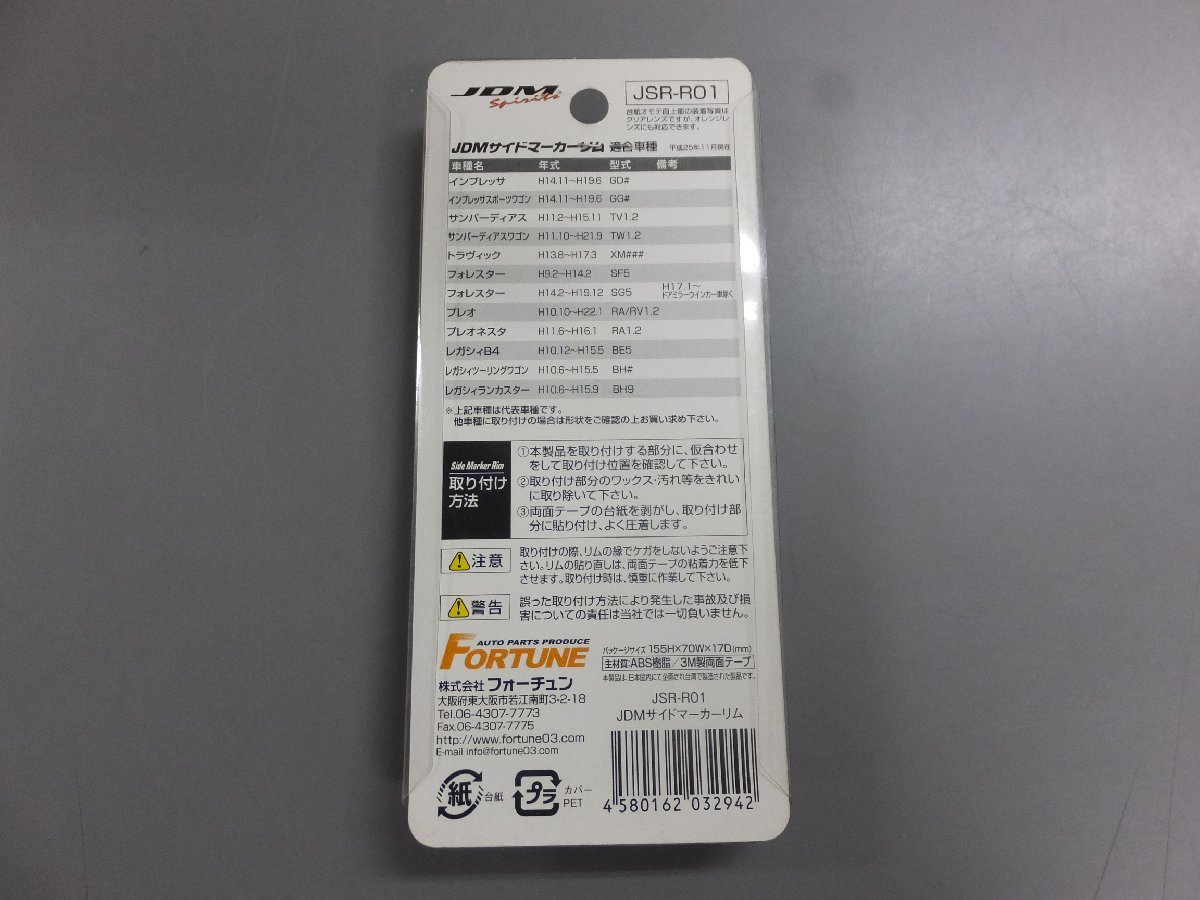 JDM
Spirits
JSR-R01
台紙オモテ面上部の装着写真は
クリアレンズですが、オレンジレ
ンズにも対応できます。
JDMサイドマーカーリム 適合車種 平成25年11月現在
車種名 年式 型式 備考
インプレッサ H14.11~H19.6 GD#
インプレッサスポーツワゴン H14.11~H19.6 GG#
サンバーディアス H11.2~H15.11 TV1.2
サンバーディアスワゴン H11.10~H21.9 TW1.2
トラヴィック H13.8~H17.3 XM###
フォレスター H9.2~H14.2 SF5
フォレスター H14.2~H19.12 SG5 H17.1~
ドアミラーウインカー車除く
プレオ H10.10~H22.1 RA/RV1.2
プレオネスタ H11.6~H16.1 RA1.2
レガシィB4 H10.12~H15.5 BE5
レガシィツーリングワゴン H10.6~H15.5 BH#
レガシィランカスター H10.6~H15.9 BH9
※上記車種は代表車種です。
他車種に取り付けの場合は形状をご確認の上お買い求め下さい。
Side Marker Rim
取り付け
方法
①本製品を取り付けする部分に、仮合わせ
をして取り付け位置を確認して下さい。
②取り付け部分のワックス・汚れ等をきれい
に取り除いて下さい。
③両面テープの台紙を剥がし、取り付け部
分に貼り付け、よく圧着します。
注意
取り付けの際、リムの縁でケガをしないようご注意下
さい。リムの貼り直しは、両面テープの粘着力を低下
させます。取り付け時は、慎重に作業して下さい。
警告
誤った取り付け方法により発生した事故及び損
害についての責任は当社では一切負いません。
AUTO PARTS PRODUCE
FORTUNE
株式会社 フォーチュン
大阪府東大阪市若江南町3-2-18
Tel.06-4307-7773
Fax.06-4307-7775
http://www.fortune03.com
E-mail info@fortune03.com
パッケージサイズ 155H×70W×17D(mm)
主材質:ABS樹脂/3M製両面テープ
本製品は、日本国内にて企画され台湾で製造された製品です。
JSR-R01
JDMサイドマーカーリム
紙 台紙
プラ カバー
PET
4 580162 032942